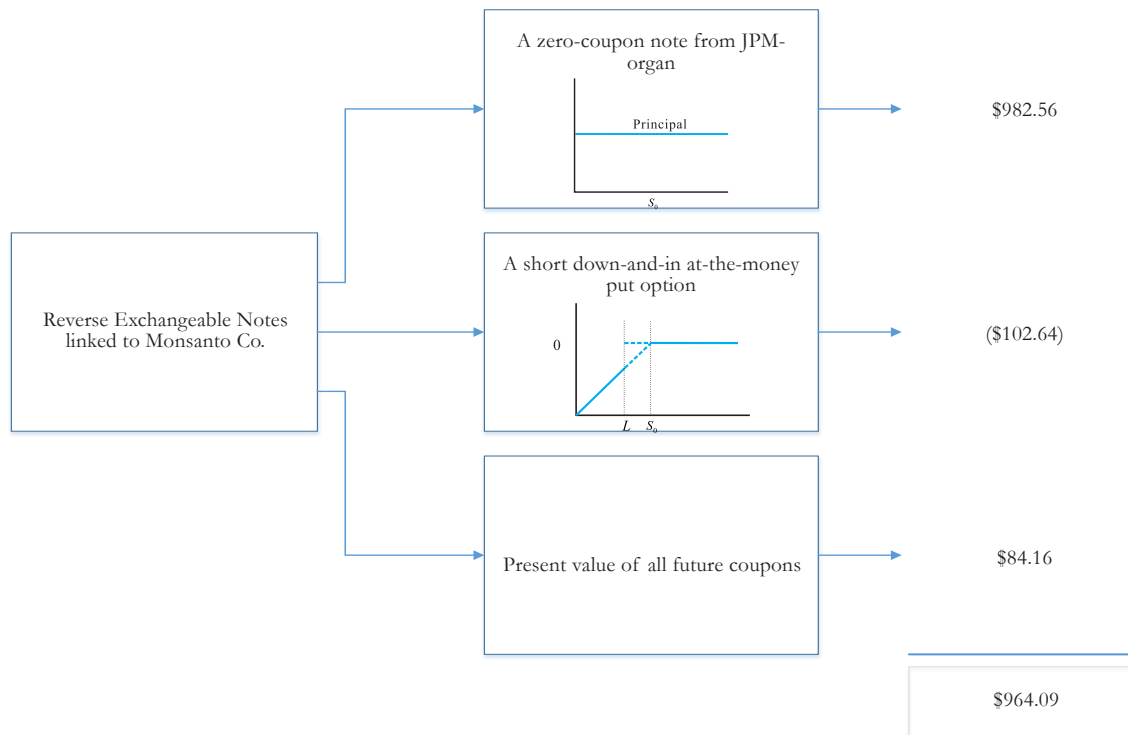 A zero-coupon note from JPM-
organ
Principal
S₀
$982.56
Reverse Exchangeable Notes
linked to Monsanto Co.
A short down-and-in at-the-money
put option
0
L S₀
($102.64)
Present value of all future coupons
$84.16
$964.09